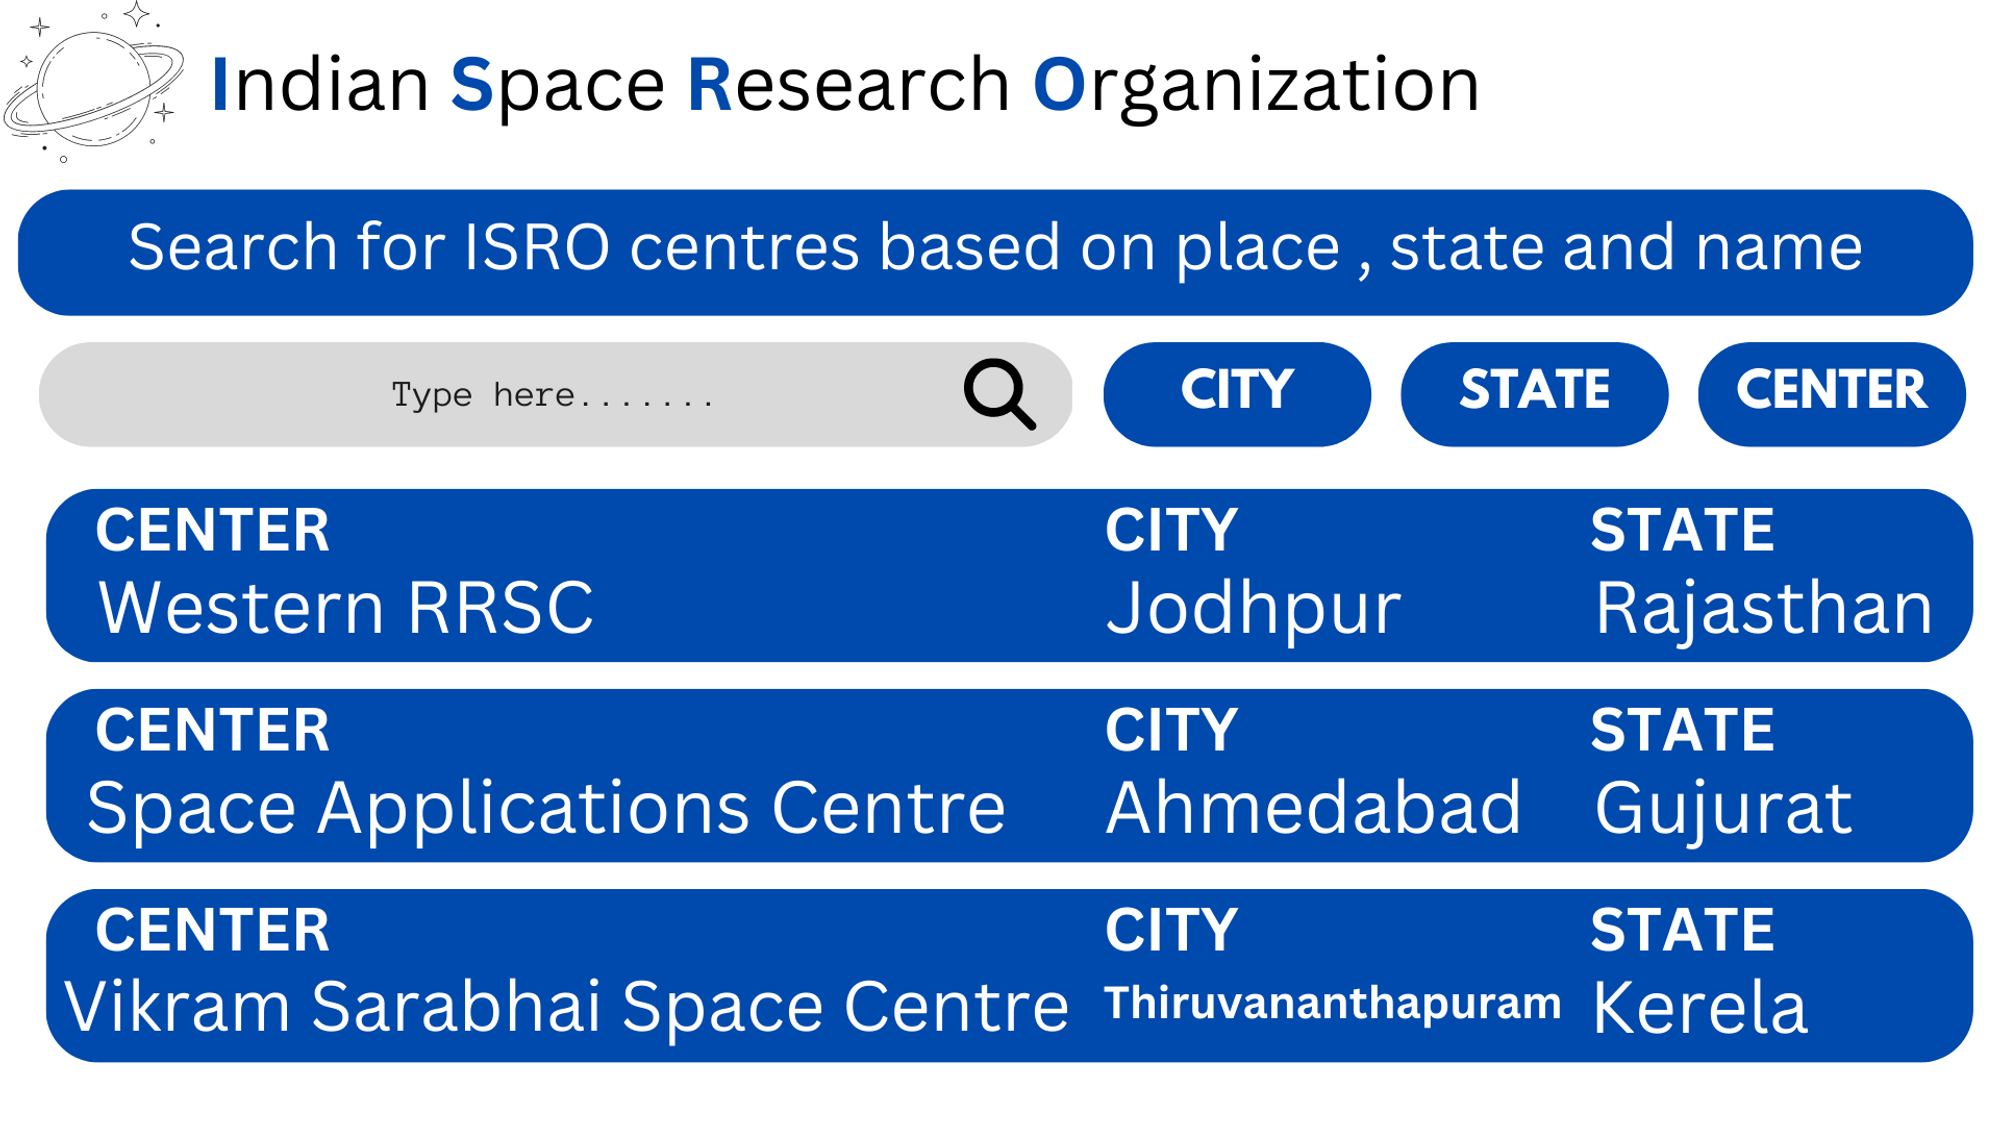 Indian Space Research Organization
Search for ISRO centres based on place , state and name
Type here.......
CITY STATE CENTER
CENTER CITY STATE
Western RRSC Jodhpur Rajasthan
CENTER CITY STATE
Space Applications Centre Ahmedabad Gujurat
CENTER CITY STATE
Vikram Sarabhai Space Centre Thiruvananthapuram Kerela